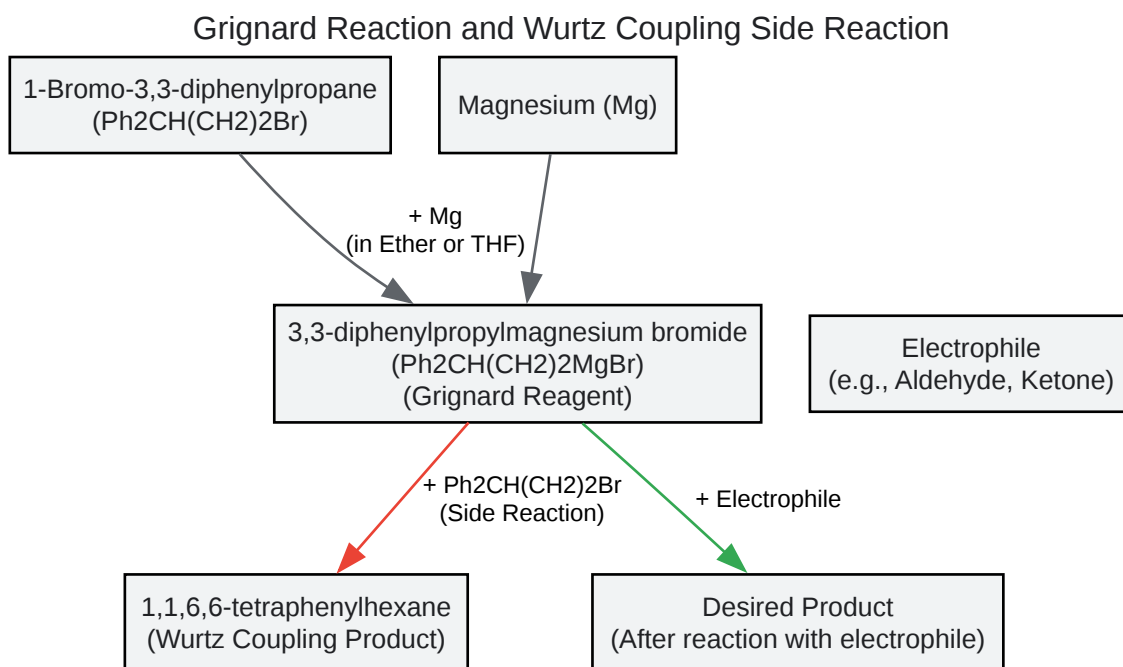 Grignard Reaction and Wurtz Coupling Side Reaction
1-Bromo-3,3-diphenylpropane
(Ph2CH(CH2)2Br)
Magnesium (Mg)
+ Mg
(in Ether or THF)
3,3-diphenylpropylmagnesium bromide
(Ph2CH(CH2)2MgBr)
(Grignard Reagent)
Electrophile
(e.g., Aldehyde, Ketone)
+ Ph2CH(CH2)2Br
(Side Reaction)
+ Electrophile
1,1,6,6-tetraphenylhexane
(Wurtz Coupling Product)
Desired Product
(After reaction with electrophile)